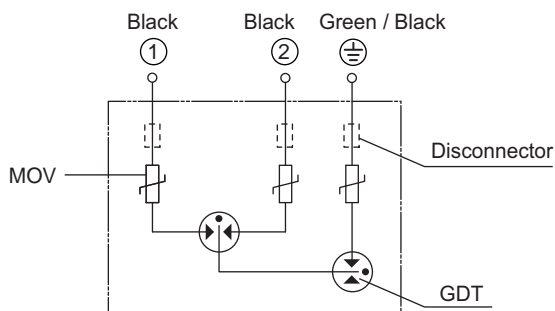 Black Black Green / Black
1 2
Disconnector
MOV
GDT